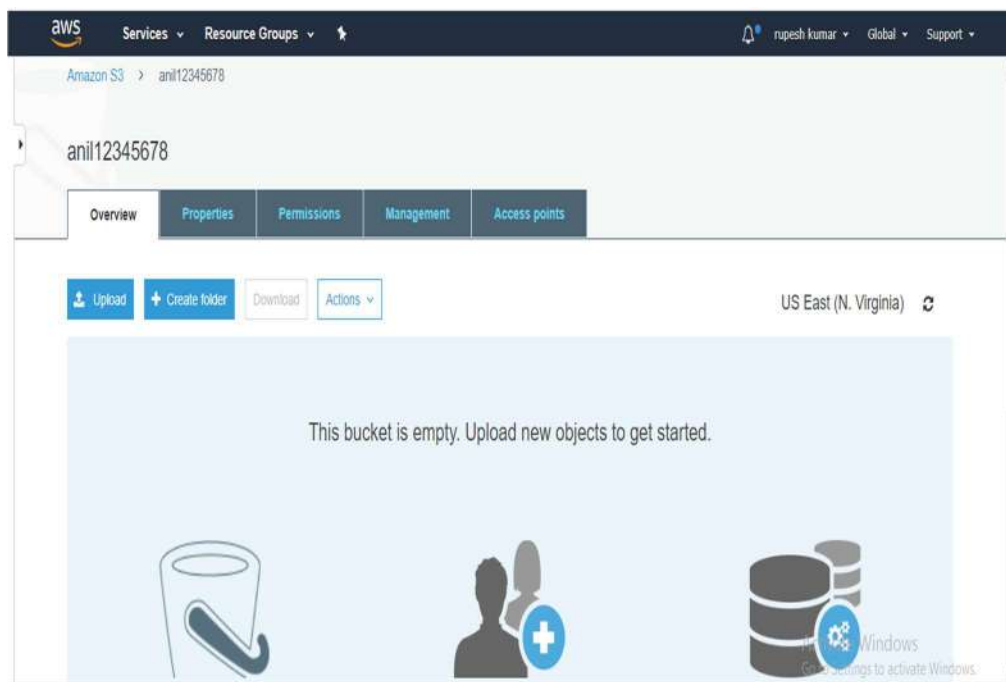 aws Services Resource Groups rupesh kumar Global Support
Amazon S3 > anil12345678
anil12345678
Overview Properties Permissions Management Access points
Upload + Create folder Download Actions US East (N. Virginia)
This bucket is empty. Upload new objects to get started.
Windows
Settings to activate Windows.